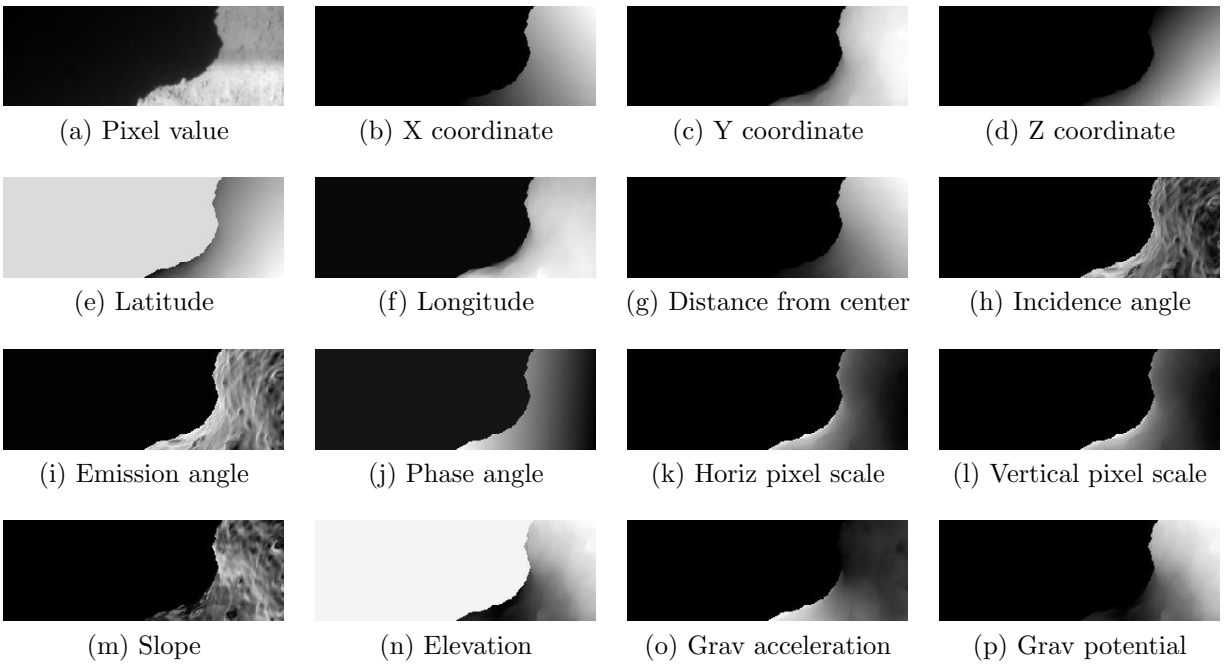 (a) Pixel value
(b) X coordinate
(c) Y coordinate
(d) Z coordinate
(e) Latitude
(f) Longitude
(g) Distance from center
(h) Incidence angle
(i) Emission angle
(j) Phase angle
(k) Horiz pixel scale
(l) Vertical pixel scale
(m) Slope
(n) Elevation
(o) Grav acceleration
(p) Grav potential